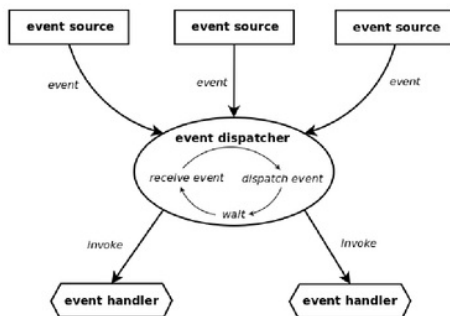 event source
event source
event source
event
event
event
event dispatcher
receive event
dispatch event
wait
invoke
invoke
event handler
event handler